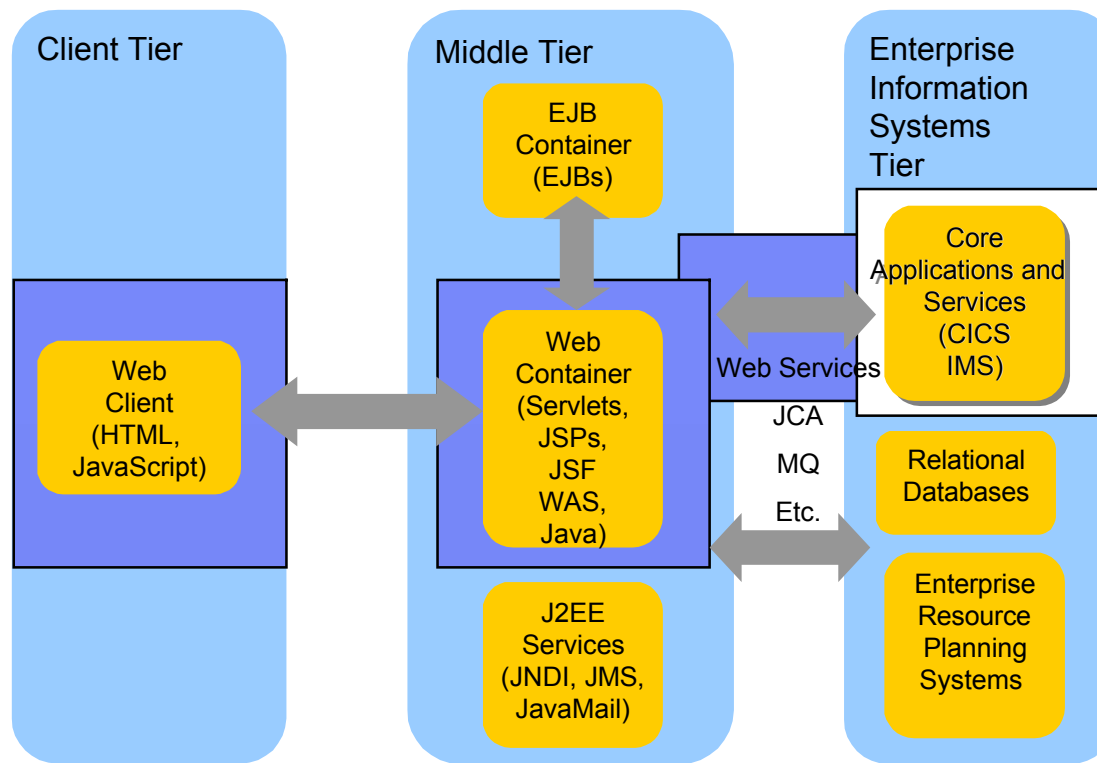 Client Tier
Web
Client
(HTML,
JavaScript)
Middle Tier
EJB
Container
(EJBs)
Web
Container
(Servlets,
JSPs,
JSF
WAS,
Java)
J2EE
Services
(JNDI, JMS,
JavaMail)
Web Services
JCA
MQ
Etc.
Enterprise
Information
Systems
Tier
Core
Applications and
Services
(CICS
IMS)
Relational
Databases
Enterprise
Resource
Planning
Systems